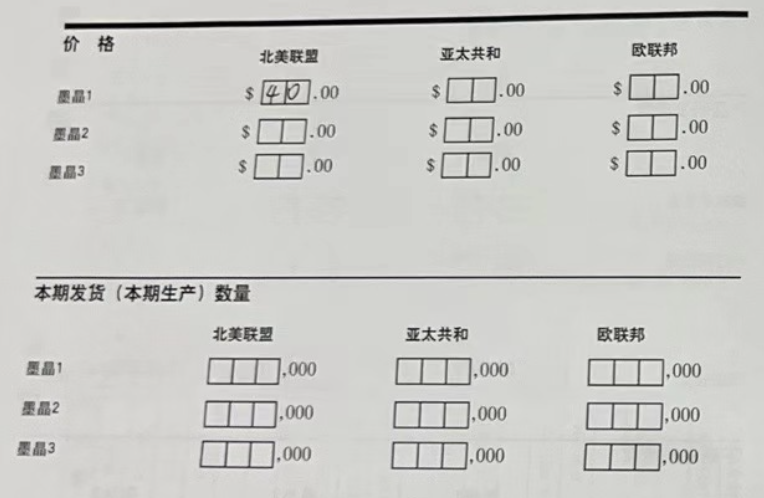 价 格
北美联盟 亚太共和 欧联邦
墨晶1 $ 40.00 $ .00 $ .00
墨晶2 $ .00 $ .00 $ .00
墨晶3 $ .00 $ .00 $ .00
本期发货（本期生产）数量
北美联盟 亚太共和 欧联邦
墨晶1 ,000 ,000 ,000
墨晶2 ,000 ,000 ,000
墨晶3 ,000 ,000 ,000